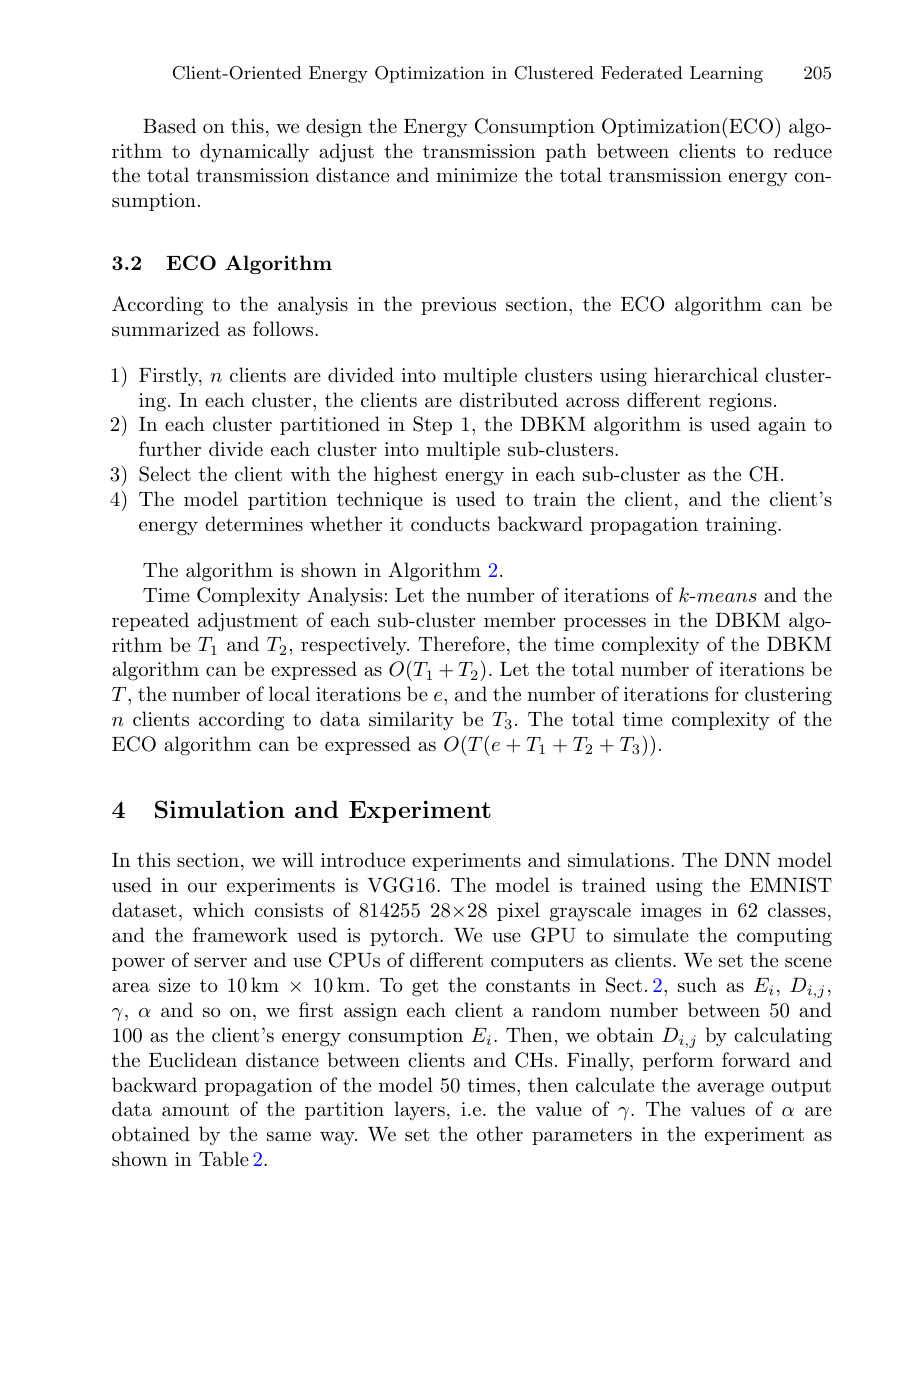 Client-Oriented Energy Optimization in Clustered Federated Learning 205
Based on this, we design the Energy Consumption Optimization(ECO) algo-
rithm to dynamically adjust the transmission path between clients to reduce
the total transmission distance and minimize the total transmission energy con-
sumption.
3.2 ECO Algorithm
According to the analysis in the previous section, the ECO algorithm can be
summarized as follows.
1) Firstly, n clients are divided into multiple clusters using hierarchical cluster-
ing. In each cluster, the clients are distributed across different regions.
2) In each cluster partitioned in Step 1, the DBKM algorithm is used again to
further divide each cluster into multiple sub-clusters.
3) Select the client with the highest energy in each sub-cluster as the CH.
4) The model partition technique is used to train the client, and the client's
energy determines whether it conducts backward propagation training.
The algorithm is shown in Algorithm 2.
Time Complexity Analysis: Let the number of iterations of k-means and the
repeated adjustment of each sub-cluster member processes in the DBKM algo-
rithm be T₁ and T₂, respectively. Therefore, the time complexity of the DBKM
algorithm can be expressed as O(T₁ + T₂). Let the total number of iterations be
T, the number of local iterations be e, and the number of iterations for clustering
n clients according to data similarity be T₃. The total time complexity of the
ECO algorithm can be expressed as O(T(e + T₁ + T₂ + T₃)).
4 Simulation and Experiment
In this section, we will introduce experiments and simulations. The DNN model
used in our experiments is VGG16. The model is trained using the EMNIST
dataset, which consists of 814255 28×28 pixel grayscale images in 62 classes,
and the framework used is pytorch. We use GPU to simulate the computing
power of server and use CPUs of different computers as clients. We set the scene
area size to 10 km × 10 km. To get the constants in Sect. 2, such as Eᵢ, Dᵢ,ⱼ,
γ, α and so on, we first assign each client a random number between 50 and
100 as the client's energy consumption Eᵢ. Then, we obtain Dᵢ,ⱼ by calculating
the Euclidean distance between clients and CHs. Finally, perform forward and
backward propagation of the model 50 times, then calculate the average output
data amount of the partition layers, i.e. the value of γ. The values of α are
obtained by the same way. We set the other parameters in the experiment as
shown in Table 2.